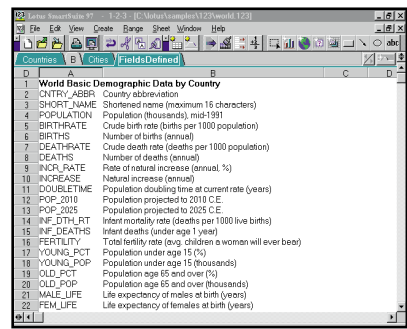 Lotus SmartSuite 97 - 1-2-3 - [C:\lotus\samples\123\world.123]
File Edit View Create Range Sheet Window Help
abc
Countries B Cities FieldsDefined
D A B C D
1 World Basic Demographic Data by Country
2 CNTRY_ABBR Country abbreviation
3 SHORT_NAME Shortened name (maximum 16 characters)
4 POPULATION Population (thousands), mid-1991
5 BIRTHRATE Crude birth rate (births per 1000 population)
6 BIRTHS Number of births (annual)
7 DEATHRATE Crude death rate (deaths per 1000 population)
8 DEATHS Number of deaths (annual)
9 INCR_RATE Rate of natural increase (annual, %)
10 INCREASE Natural increase (annual)
11 DOUBLETIME Population doubling time at current rate (years)
12 POP_2010 Population projected to 2010 C.E.
13 POP_2025 Population projected to 2025 C.E.
14 INF_DTH_RT Infant mortality rate (deaths per 1000 live births)
15 INF_DEATHS Infant deaths (under age 1 year)
16 FERTILITY Total fertility rate (avg. children a woman will ever bear)
17 YOUNG_PCT Population under age 15 (%)
18 YOUNG_POP Population under age 15 (thousands)
19 OLD_PCT Population age 65 and over (%)
20 OLD_POP Population age 65 and over (thousands)
21 MALE_LIFE Life expectancy of males at birth (years)
22 FEM_LIFE Life expectancy of females at birth (years)